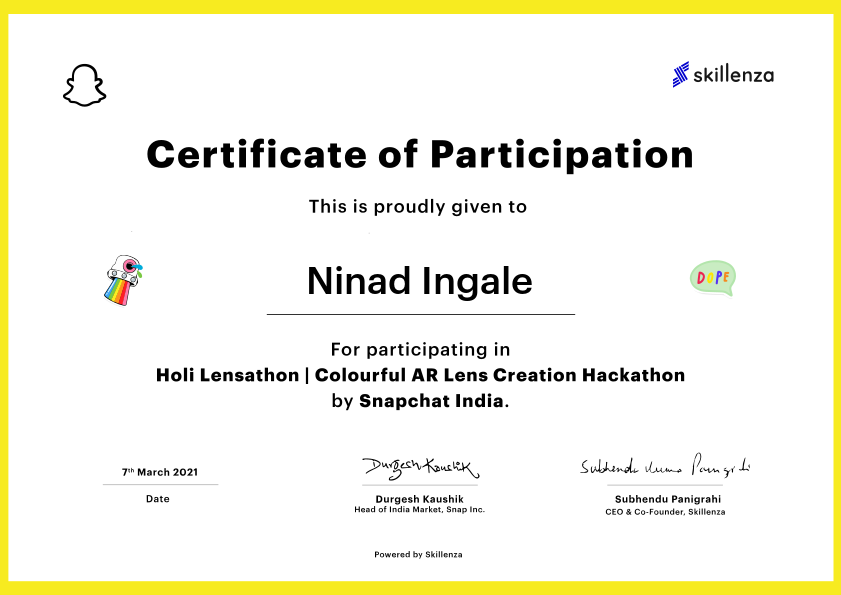 skillenza
Certificate of Participation
This is proudly given to
Ninad Ingale
DOPE
For participating in
Holi Lensathon | Colourful AR Lens Creation Hackathon
by Snapchat India.
7th March 2021
Date
Durgesh Kaushik
Durgesh Kaushik
Head of India Market, Snap Inc.
Subhendu Kumar Panigrahi
Subhendu Panigrahi
CEO & Co-Founder, Skillenza
Powered by Skillenza